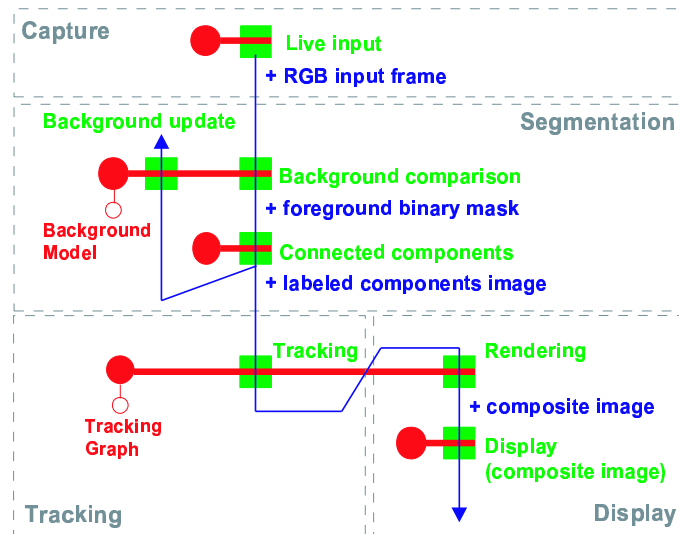 Capture
Live input
+ RGB input frame
Background update
Segmentation
Background comparison
+ foreground binary mask
Background
Model
Connected components
+ labeled components image
Tracking
Rendering
+ composite image
Tracking
Graph
Display
(composite image)
Tracking
Display